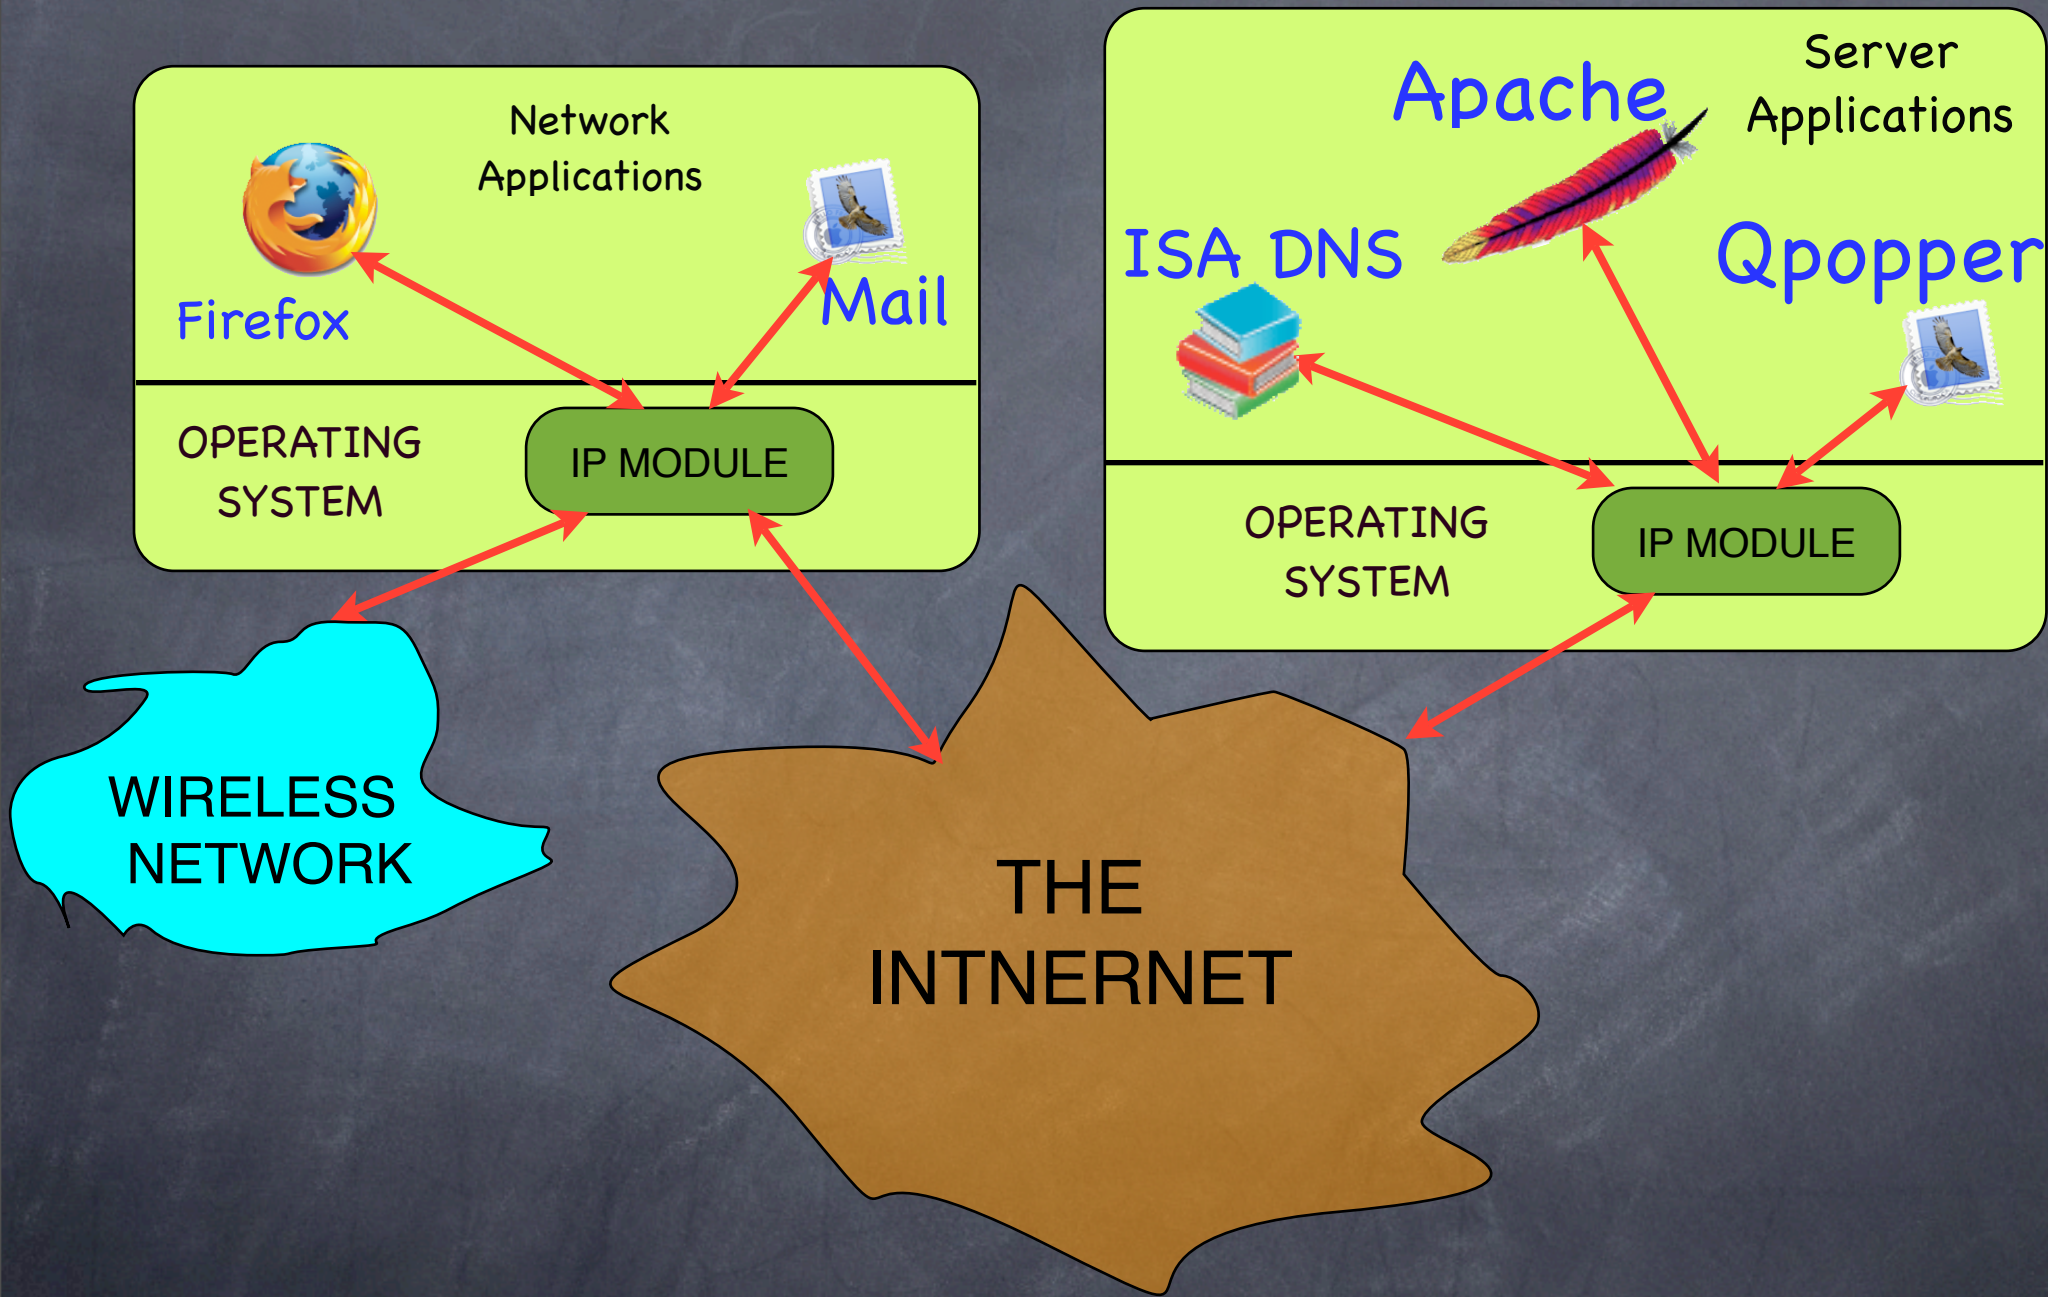 Network
Applications
Firefox
Mail
OPERATING
SYSTEM
IP MODULE
Server
Applications
Apache
ISA DNS
Qpopper
OPERATING
SYSTEM
IP MODULE
WIRELESS
NETWORK
THE
INTNERNET